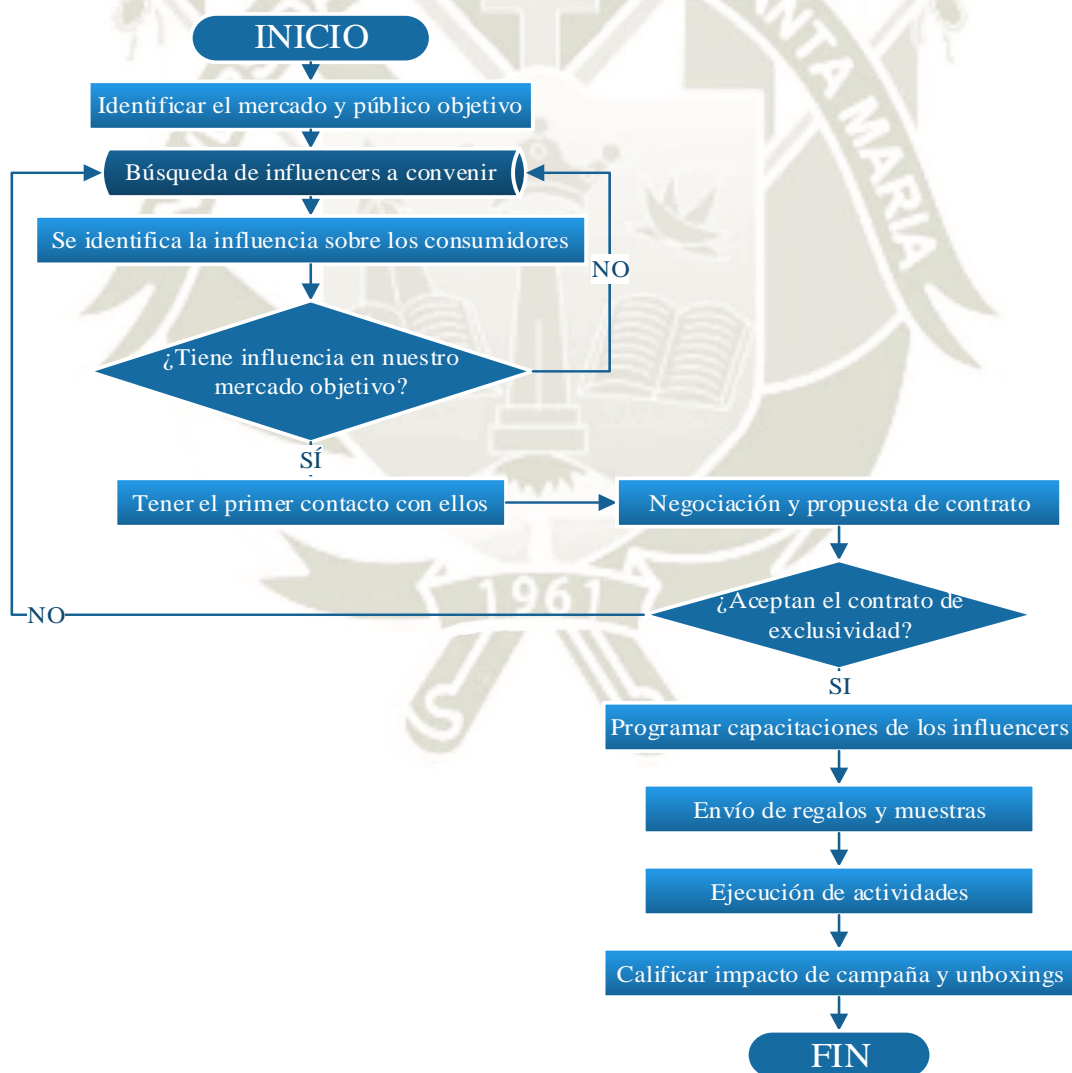 INICIO
Identificar el mercado y público objetivo
Búsqueda de influencers a convenir
Se identifica la influencia sobre los consumidores
NO
¿Tiene influencia en nuestro
mercado objetivo?
SÍ
Tener el primer contacto con ellos
Negociación y propuesta de contrato
¿Aceptan el contrato de
exclusividad?
NO
SI
Programar capacitaciones de los influencers
Envío de regalos y muestras
Ejecución de actividades
Calificar impacto de campaña y unboxings
FIN
ANTA MARIA
1961